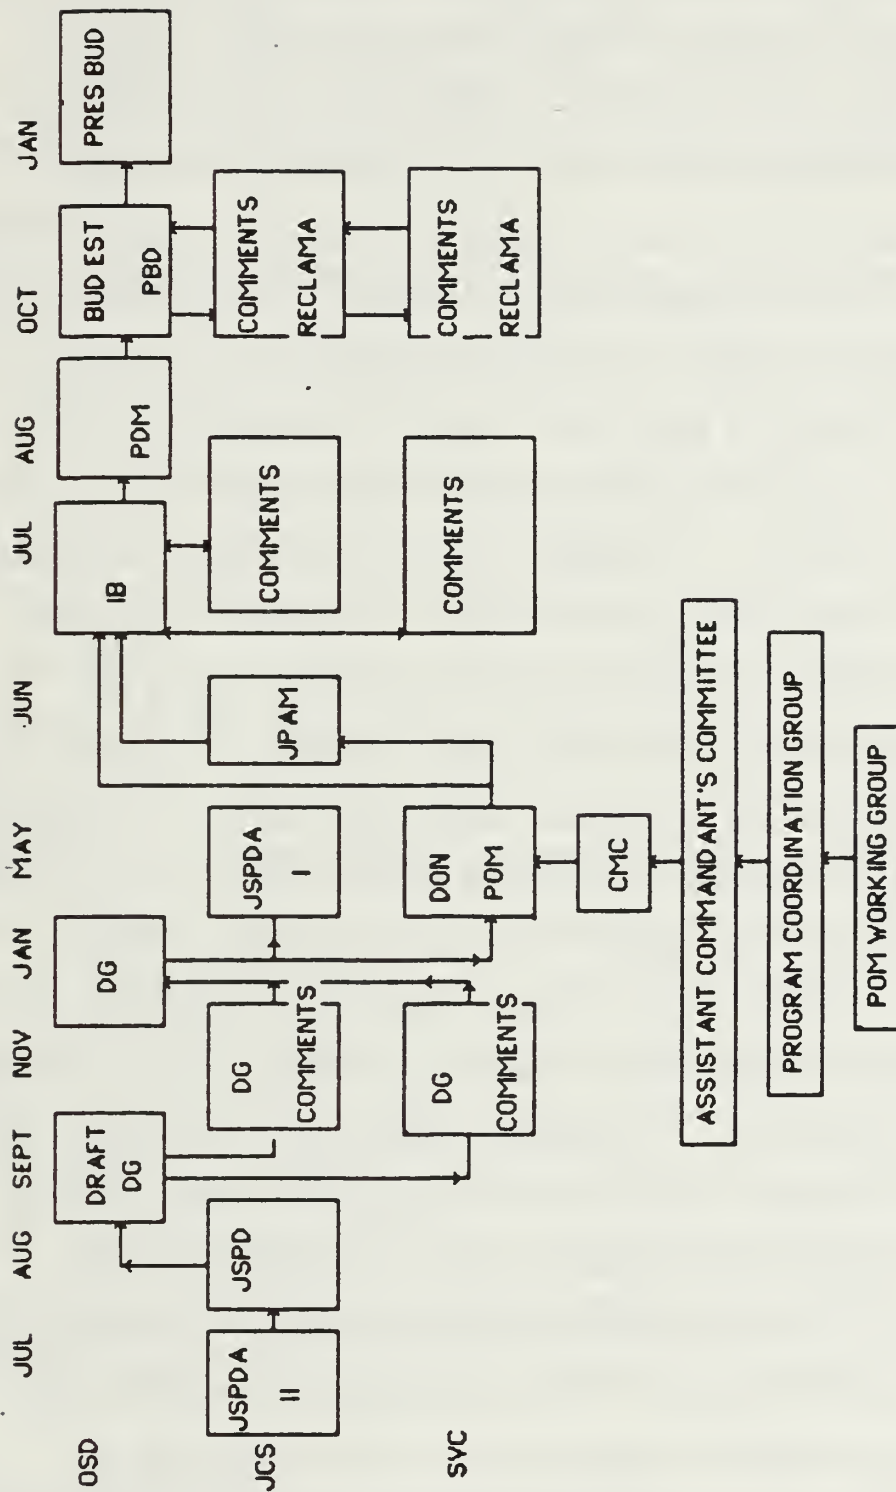 JUL AUG SEPT NOV JAN MAY JUN JUL AUG OCT JAN
OSD
DRAFT
DG
DG
IB
PDM
BUD EST
PBD
PRES BUD
JCS
JSPDA
II
JSPD
DG
COMMENTS
JSPDA
I
JPAM
COMMENTS
COMMENTS
RECLAMA
SVC
DG
COMMENTS
DON
POM
COMMENTS
COMMENTS
RECLAMA
CMC
ASSISTANT COMMANDANT'S COMMITTEE
PROGRAM COORDINATION GROUP
POM WORKING GROUP